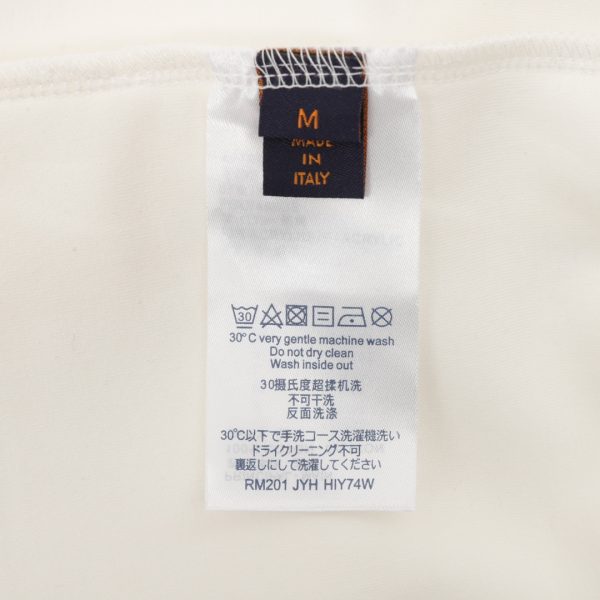 M
MADE
IN
ITALY
30
30°C very gentle machine wash
Do not dry clean
Wash inside out
30摄氏度超揉机洗
不可干洗
反面洗涤
30℃以下で手洗コース洗濯機洗い
ドライクリーニング不可
裏返しにして洗濯してください
RM201 JYH HIY74W